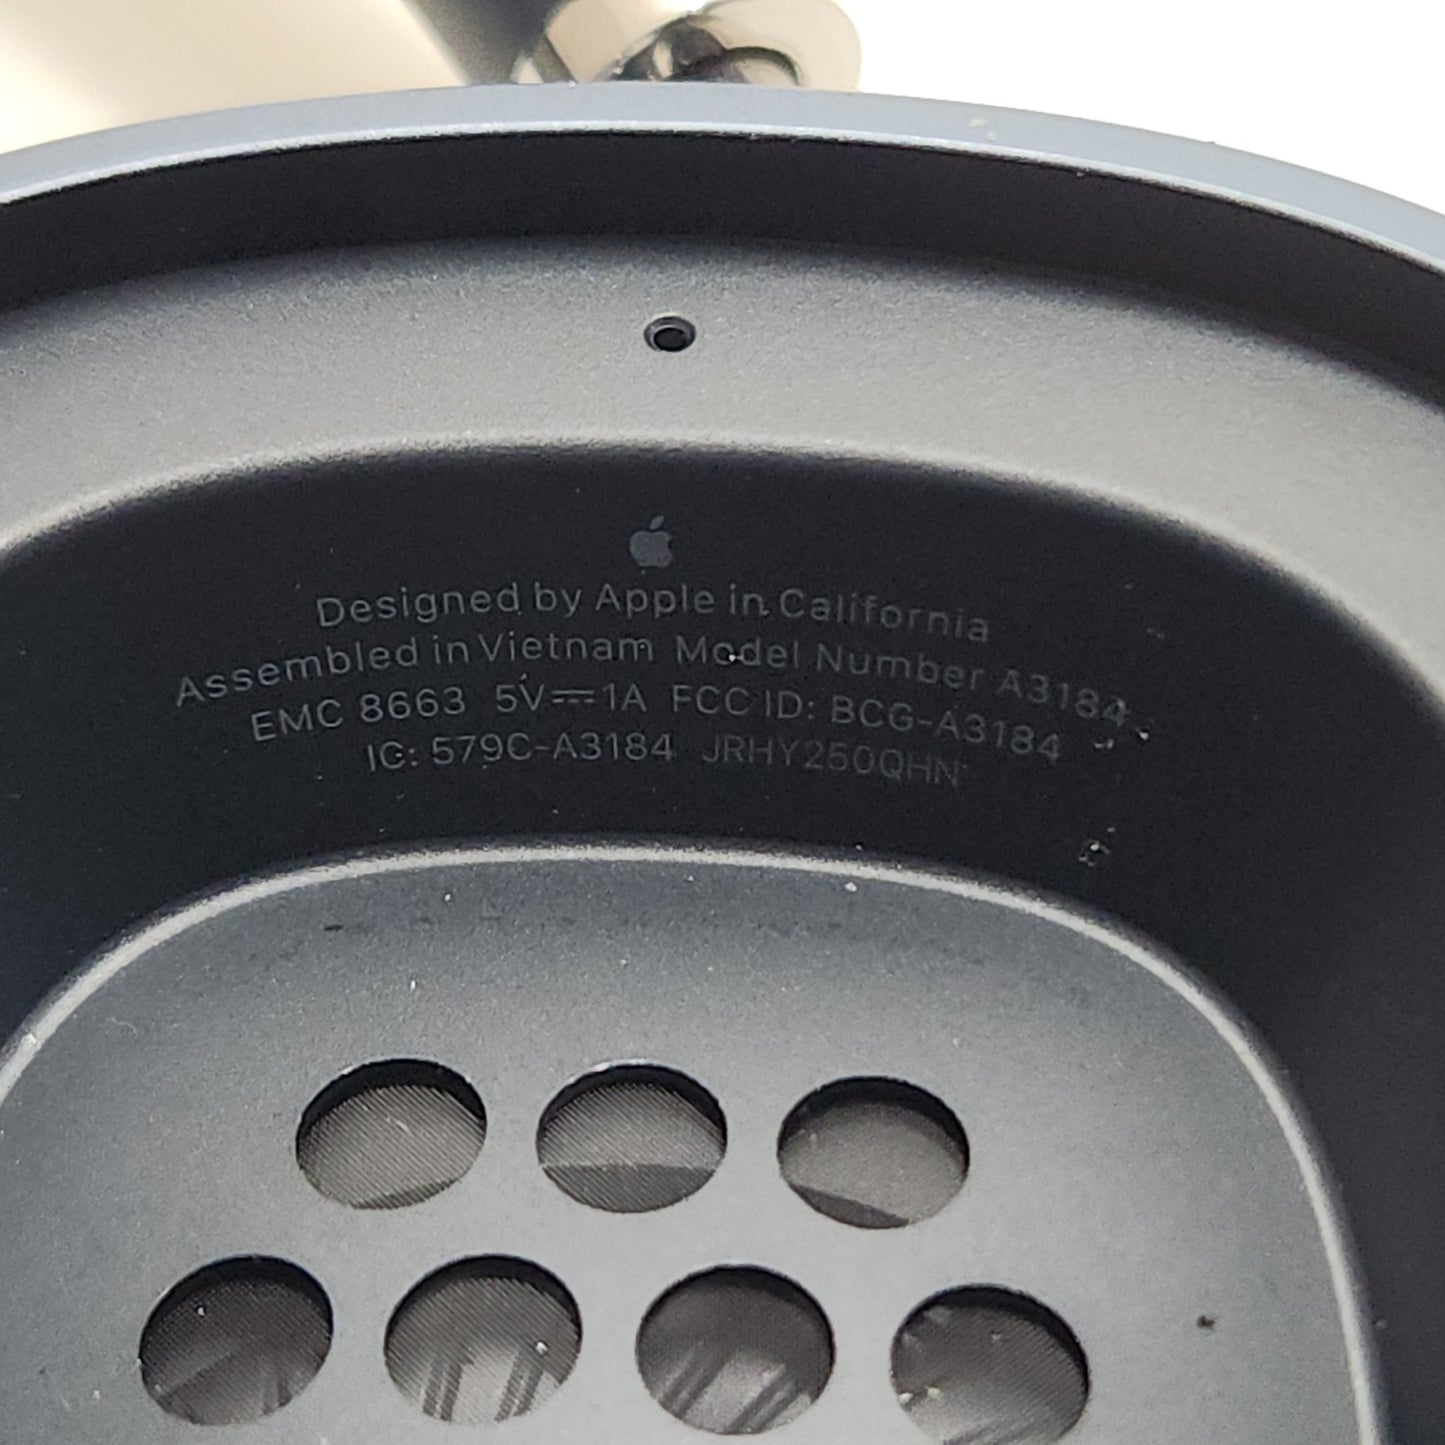 Designed by Apple in California
Assembled in Vietnam Model Number A3184
EMC 8663 5V⎓1A FCC ID: BCG-A3184
IC: 579C-A3184 JRHY250QHN